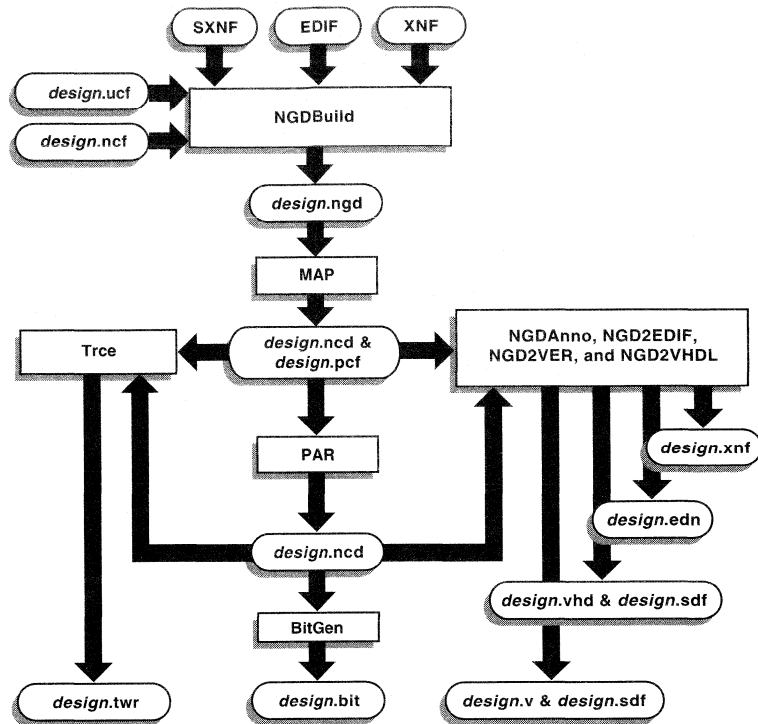 SXNF
EDIF
XNF
design.ucf
NGDBuild
design.ncf
design.ngd
MAP
Trce
design.ncd &
design.pcf
NGDAnno, NGD2EDIF,
NGD2VER, and NGD2VHDL
PAR
design.xnf
design.edn
design.ncd
design.vhd & design.sdf
BitGen
design.twr
design.bit
design.v & design.sdf